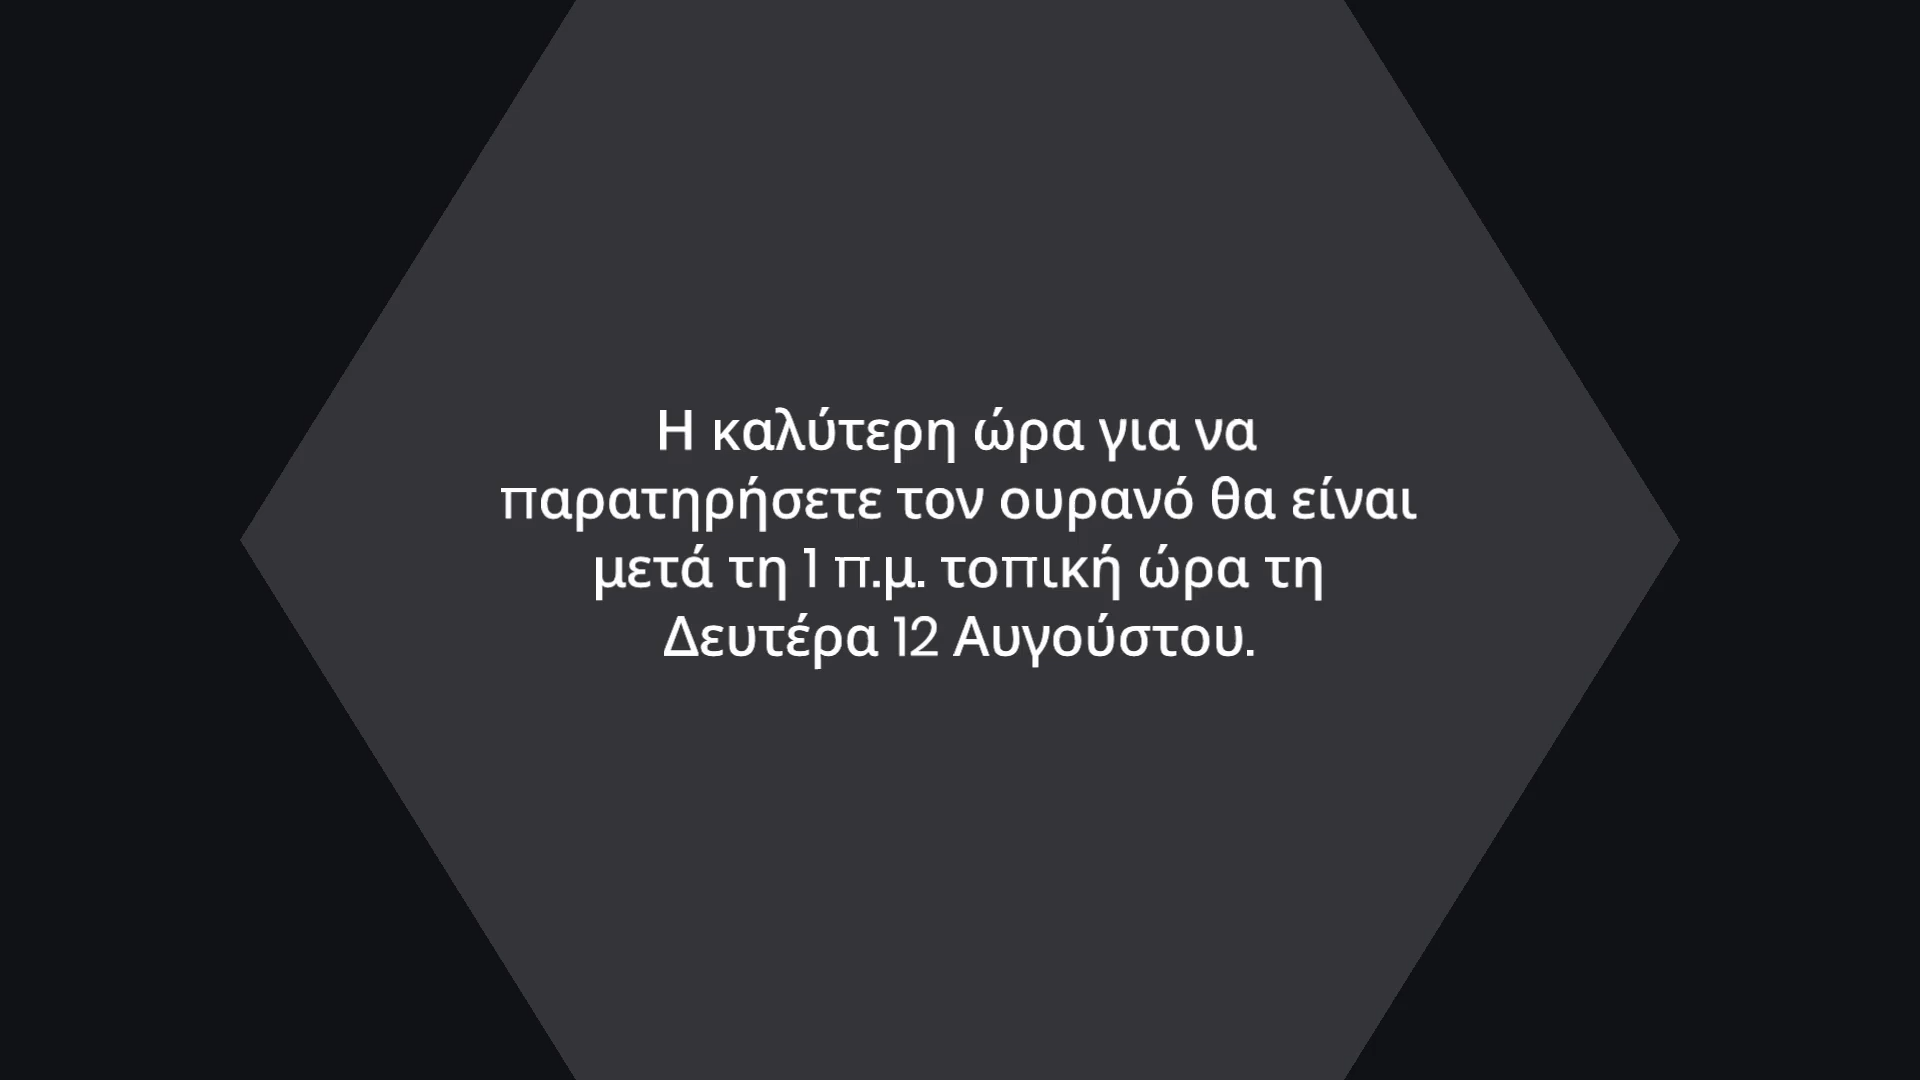 Η καλύτερη ώρα για να
παρατηρήσετε τον ουρανό θα είναι
μετά τη 1 π.μ. τοπική ώρα τη
Δευτέρα 12 Αυγούστου.